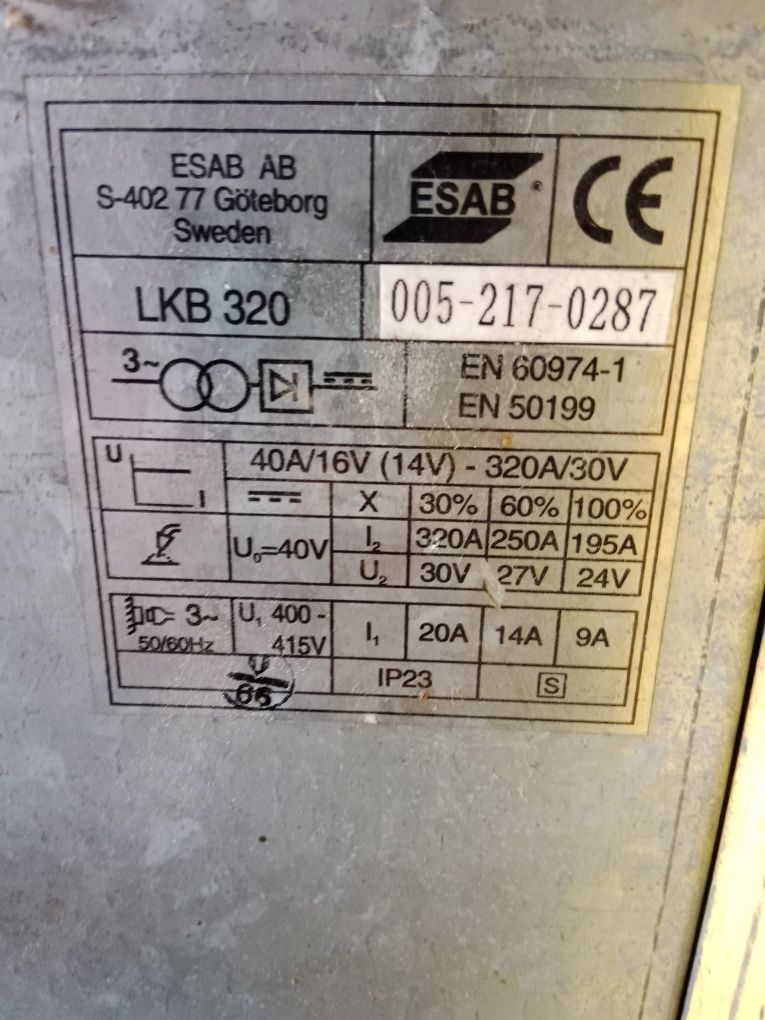 ESAB AB
S-402 77 Göteborg
Sweden
ESAB
CE
LKB 320
005-217-0287
3~
EN 60974-1
EN 50199
U
I
40A/16V (14V) - 320A/30V
X 30% 60% 100%
U₀=40V
I₂ 320A 250A 195A
U₂ 30V 27V 24V
3~
50/60Hz
U₁ 400 -
415V
I₁ 20A 14A 9A
IP23
S